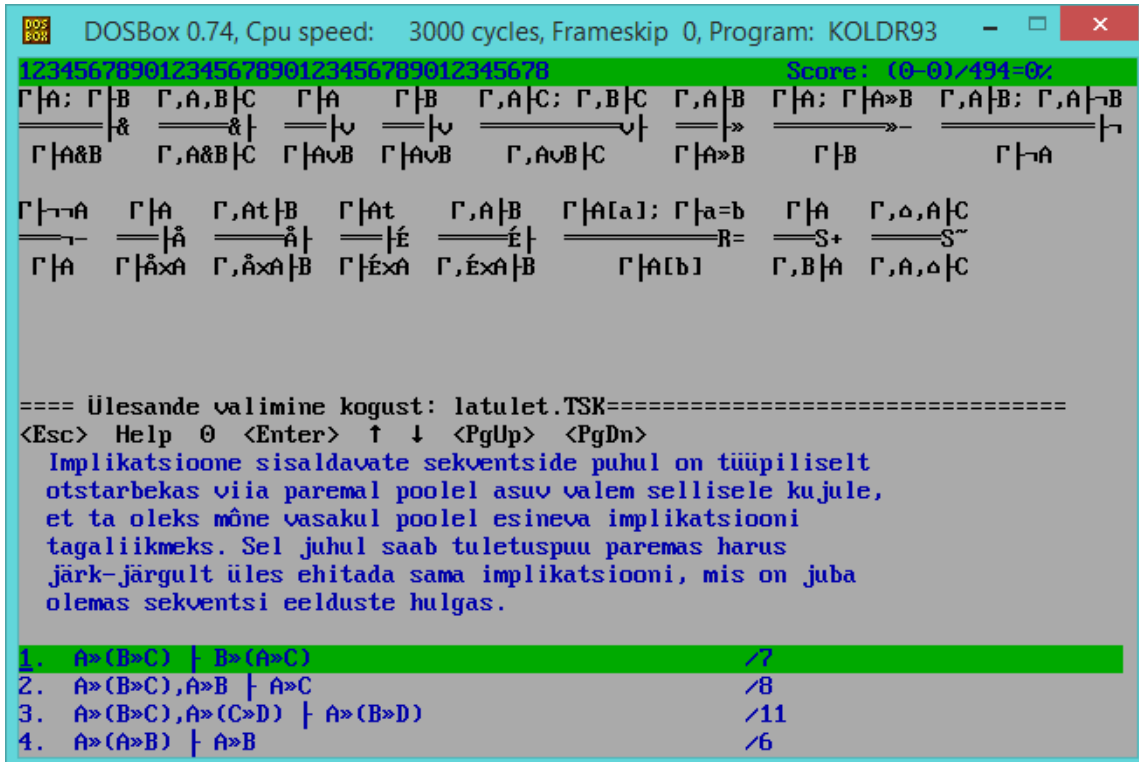 DOSBox 0.74, Cpu speed: 3000 cycles, Frameskip 0, Program: KOLDR93
12345678901234567890123456789012345678 Score: (0-0)/494=0%
Γ├A; Γ├B Γ,A,B├C Γ├A Γ├B Γ,A├C; Γ,B├C Γ,A├B Γ├A; Γ├A»B Γ,A├B; Γ,A├¬B
══════├& ══════&├ ═══├∨ ═══├∨ ══════════∨├ ═══├» ════════»─ ═══════════├¬
Γ├A&B Γ,A&B├C Γ├A∨B Γ├A∨B Γ,A∨B├C Γ├A»B Γ├B Γ├¬A
Γ├¬¬A Γ├A Γ,At├B Γ├At Γ,A├B Γ├A[a]; Γ├a=b Γ├A Γ,△,A├C
═══¬─ ═══├Å ═════Å├ ═══├É ═════É├ ═══════════R= ═══S+ ═════S~
Γ├A Γ├ÅxA Γ,ÅxA├B Γ├ÉxA Γ,ÉxA├B Γ├A[b] Γ,B├A Γ,A,△├C
==== Ülesande valimine kogust: latulet.TSK==================================
<Esc> Help 0 <Enter> ↑ ↓ <PgUp> <PgDn>
Implikatsioone sisaldavate sekventside puhul on tüüpiliselt
otstarbekas viia paremal poolel asuv valem sellisele kujule,
et ta oleks mône vasakul poolel esineva implikatsiooni
tagaliikmeks. Sel juhul saab tuletuspuu paremas harus
järk-järgult üles ehitada sama implikatsiooni, mis on juba
olemas sekventsi eelduste hulgas.
1. A»(B»C) ├ B»(A»C) /7
2. A»(B»C),A»B ├ A»C /8
3. A»(B»C),A»(C»D) ├ A»(B»D) /11
4. A»(A»B) ├ A»B /6